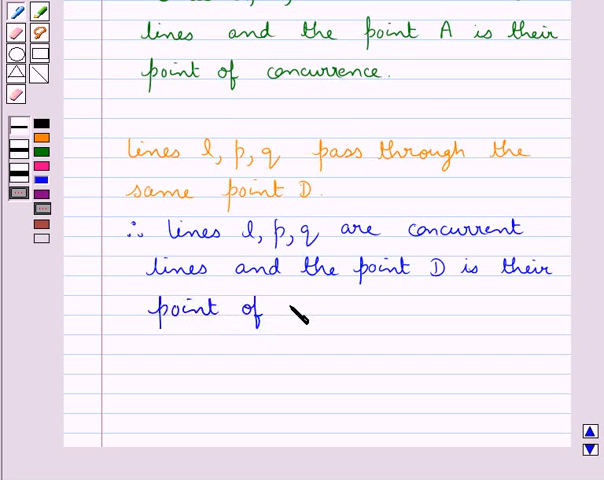 lines and the point A is their
point of concurrence.
lines l, p, q pass through the
same point D.
∴ lines l, p, q are concurrent
lines and the point D is their
point of